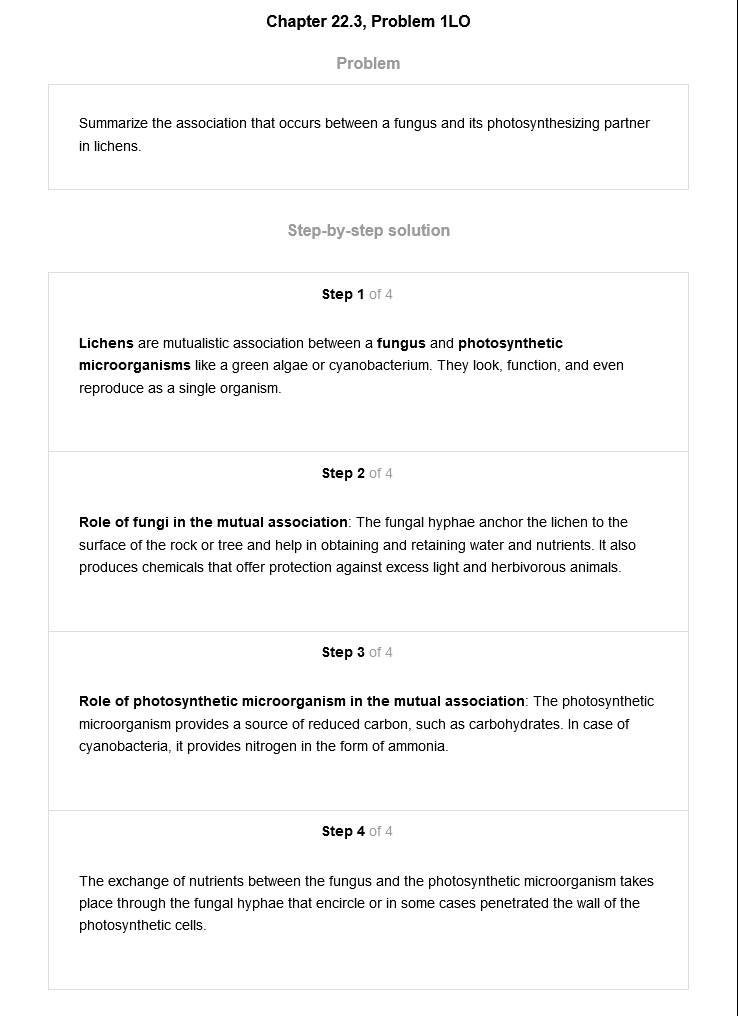 Chapter 22.3, Problem 1LO
Problem
Summarize the association that occurs between a fungus and its photosynthesizing partner
in lichens.
Step-by-step solution
Step 1 of 4
Lichens are mutualistic association between a fungus and photosynthetic
microorganisms like a green algae or cyanobacterium. They look, function, and even
reproduce as a single organism.
Step 2 of 4
Role of fungi in the mutual association: The fungal hyphae anchor the lichen to the
surface of the rock or tree and help in obtaining and retaining water and nutrients. It also
produces chemicals that offer protection against excess light and herbivorous animals.
Step 3 of 4
Role of photosynthetic microorganism in the mutual association: The photosynthetic
microorganism provides a source of reduced carbon, such as carbohydrates. In case of
cyanobacteria, it provides nitrogen in the form of ammonia.
Step 4 of 4
The exchange of nutrients between the fungus and the photosynthetic microorganism takes
place through the fungal hyphae that encircle or in some cases penetrated the wall of the
photosynthetic cells.